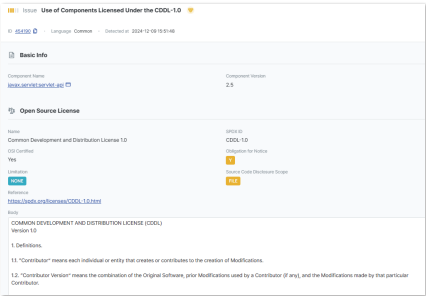 Issue Use of Components Licensed Under the CDDL-1.0
ID 454190 Language Common Detected at 2024-12-09 15:51:48
Basic Info
Component Name Component Version
javax.servlet:servlet-api 2.5
Open Source License
Name SPDX ID
Common Development and Distribution License 1.0 CDDL-1.0
OSI Certified Obligation for Notice
Yes Y
Limitation Source Code Disclosure Scope
NONE FILE
Reference
https://spdx.org/licenses/CDDL-1.0.html
Body
COMMON DEVELOPMENT AND DISTRIBUTION LICENSE (CDDL)
Version 1.0
1. Definitions.
1.1. "Contributor" means each individual or entity that creates or contributes to the creation of Modifications.
1.2. "Contributor Version" means the combination of the Original Software, prior Modifications used by a Contributor (if any), and the Modifications made by that particular
Contributor.